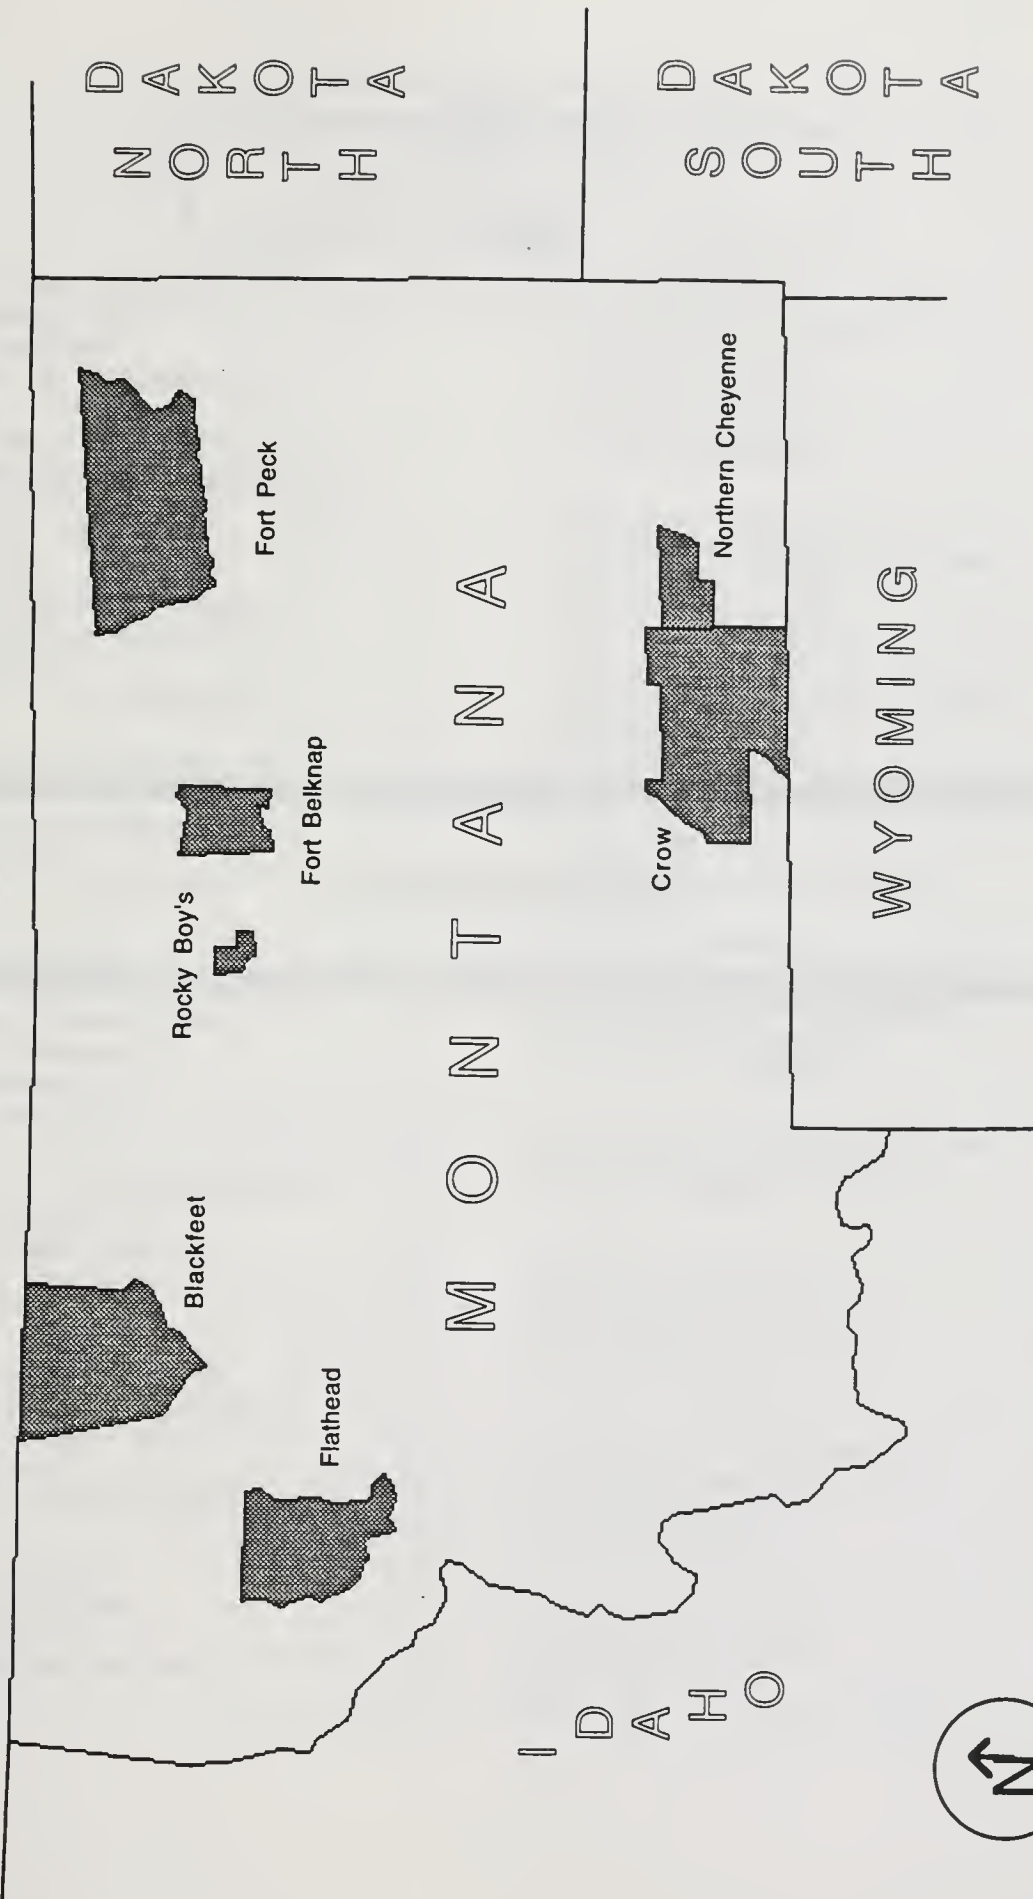 NORTH
DAKOTA
SOUTH
DAKOTA
Fort Peck
Fort Belknap
Rocky Boy's
Blackfeet
Flathead
MONTANA
Northern Cheyenne
Crow
WYOMING
IDAHO
N